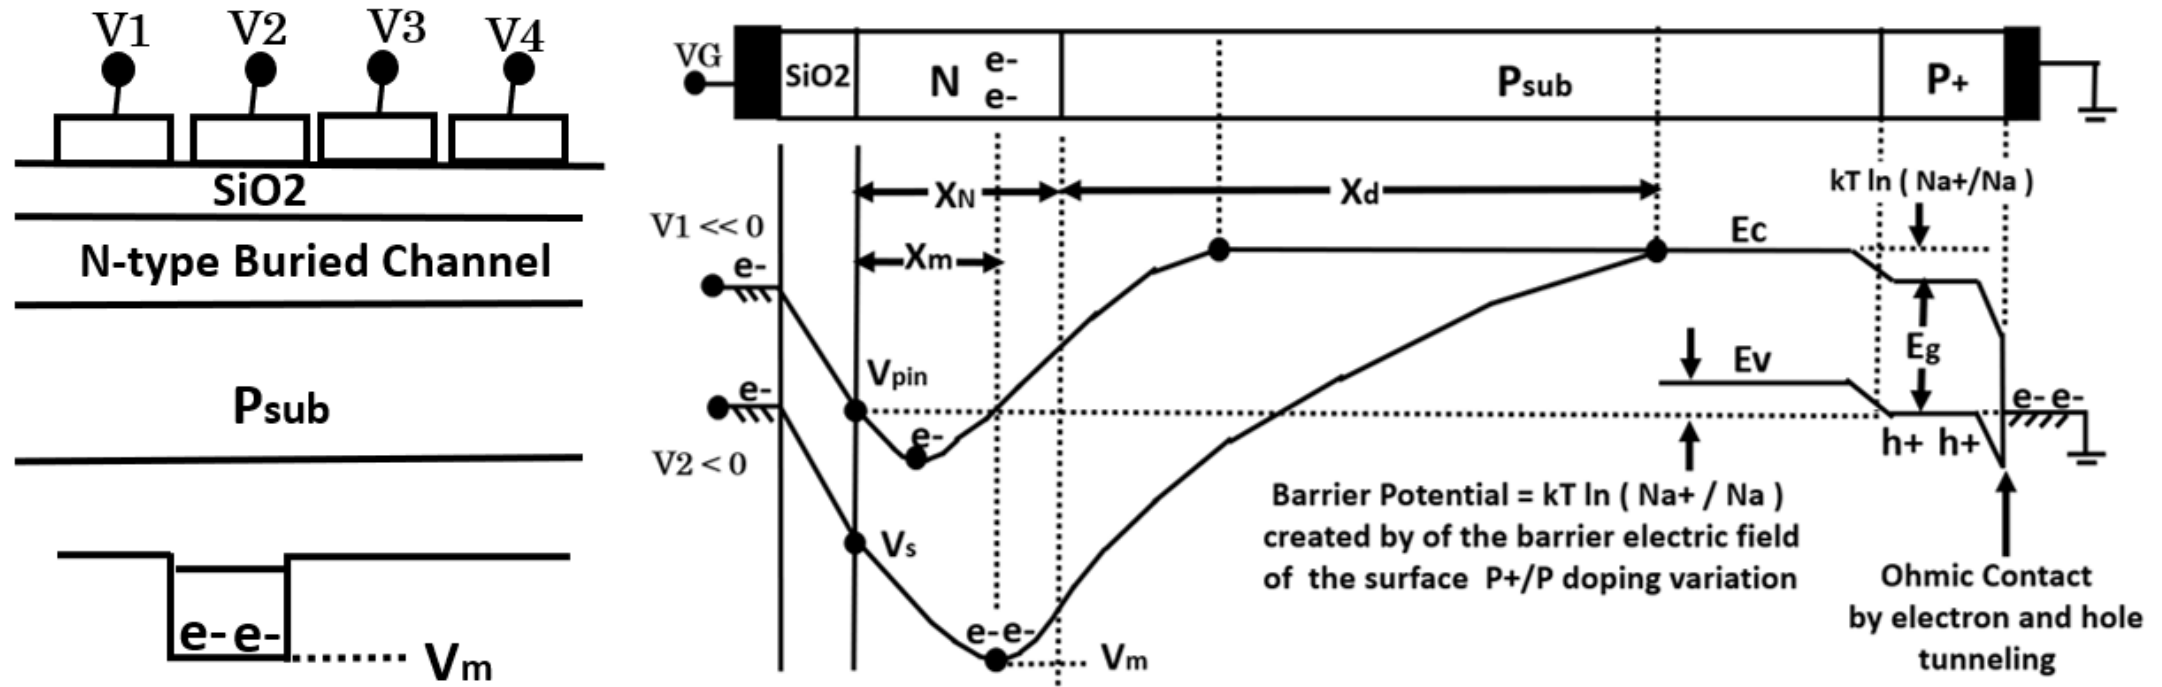 V1 V2 V3 V4
SiO2
N-type Buried Channel
Psub
e- e-
Vm
VG
SiO2
N
e-
e-
Psub
P+
XN
Xd
kT ln ( Na+/Na )
V1 << 0
Xm
Ec
e-
Vpin
Ev
Eg
e-
e- e-
e-
h+ h+
V2 < 0
Vs
Barrier Potential = kT ln ( Na+ / Na )
created by of the barrier electric field
of the surface P+/P doping variation
e- e-
Vm
Ohmic Contact
by electron and hole
tunneling